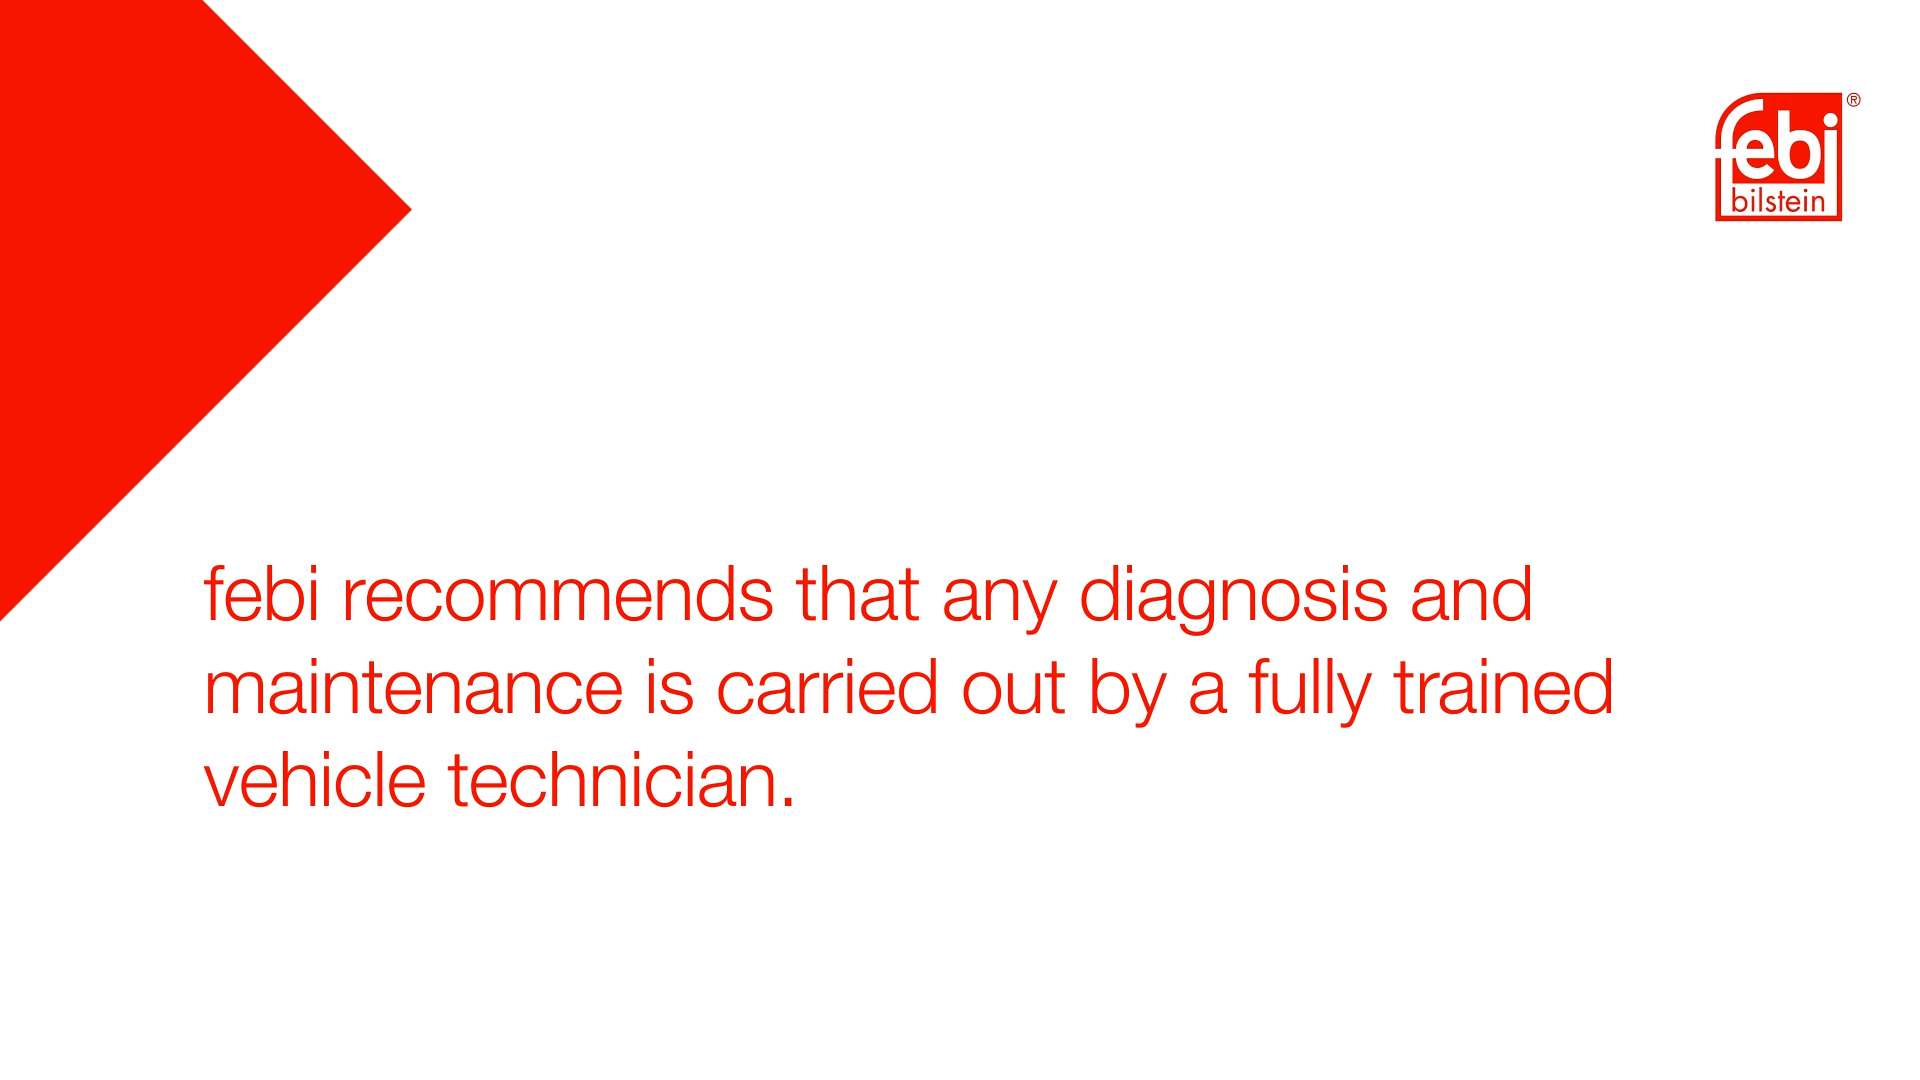 febi®
bilstein
febi recommends that any diagnosis and
maintenance is carried out by a fully trained
vehicle technician.